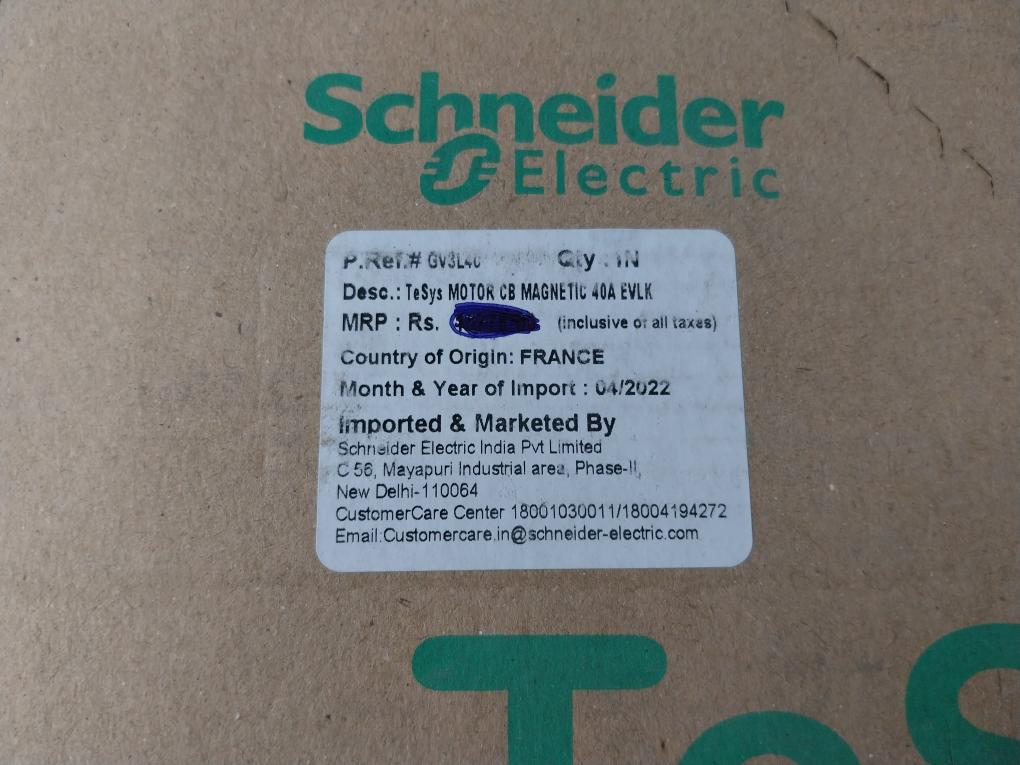 Schneider
Electric
P.Ref.# GV3L40 Qty : 1N
Desc.: TeSys MOTOR CB MAGNETIC 40A EVLK
MRP : Rs. (inclusive of all taxes)
Country of Origin: FRANCE
Month & Year of Import : 04/2022
Imported & Marketed By
Schneider Electric India Pvt Limited
C 56, Mayapuri Industrial area, Phase-II,
New Delhi-110064
CustomerCare Center 18001030011/18004194272
Email:Customercare.in@schneider-electric.com
TeS